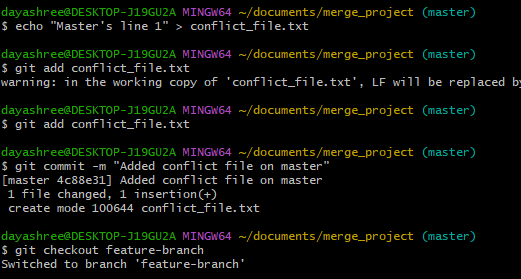 dayashree@DESKTOP-J19GU2A MINGW64 ~/documents/merge_project (master)
$ echo "Master's line 1" > conflict_file.txt
dayashree@DESKTOP-J19GU2A MINGW64 ~/documents/merge_project (master)
$ git add conflict_file.txt
warning: in the working copy of 'conflict_file.txt', LF will be replaced by
dayashree@DESKTOP-J19GU2A MINGW64 ~/documents/merge_project (master)
$ git add conflict_file.txt
dayashree@DESKTOP-J19GU2A MINGW64 ~/documents/merge_project (master)
$ git commit -m "Added conflict file on master"
[master 4c88e31] Added conflict file on master
 1 file changed, 1 insertion(+)
 create mode 100644 conflict_file.txt
dayashree@DESKTOP-J19GU2A MINGW64 ~/documents/merge_project (master)
$ git checkout feature-branch
Switched to branch 'feature-branch'